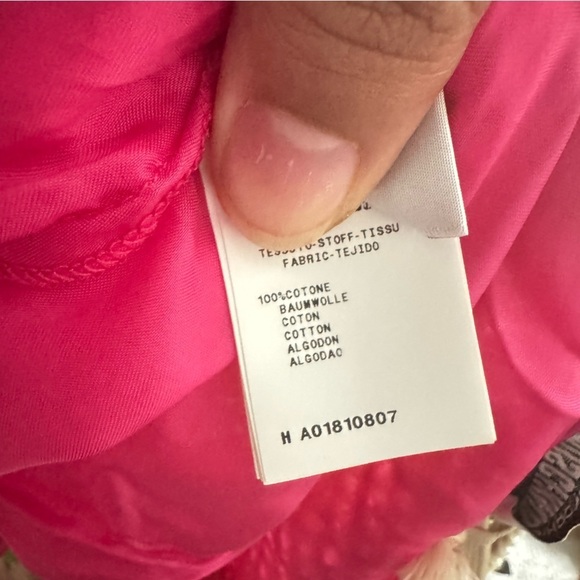 TESSUTO-STOFF-TISSU
FABRIC-TEJIDO
100%COTONE
BAUMWOLLE
COTON
COTTON
ALGODON
ALGODAO
H A01810807